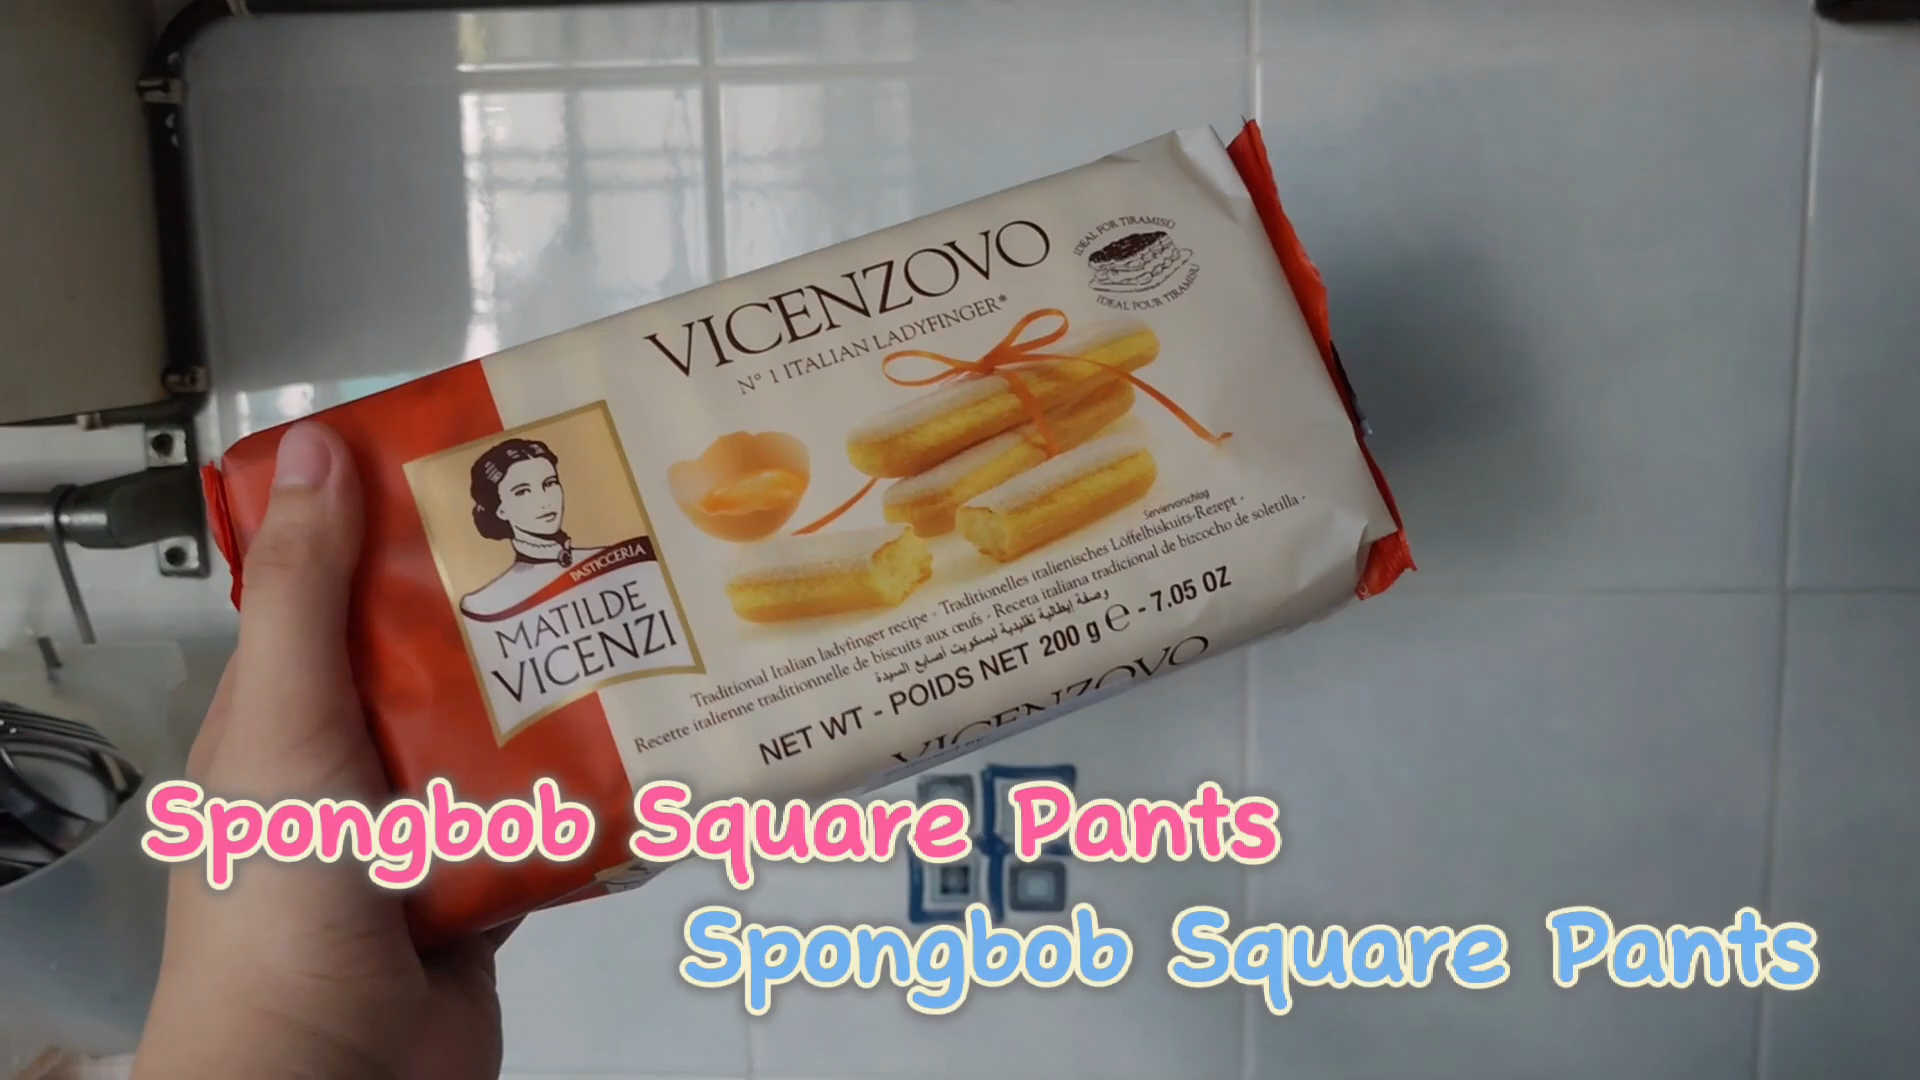 VICENZOVO
N° 1 ITALIAN LADYFINGER*
IDEAL FOR TIRAMISÙ
IDEAL POUR TIRAMISU
PASTICCERIA
MATILDE
VICENZI
Serviervorschlag
Traditional Italian ladyfinger recipe - Traditionelles italienisches Löffelbiskuits-Rezept -
Recette italienne traditionnelle de biscuits aux œufs - Receta italiana tradicional de bizcocho de soletilla -
وصفة إيطالية تقليدية لبسكويت أصابع السيدة
NET WT - POIDS NET 200 g e - 7.05 OZ
VICENZOVO
Spongbob Square Pants
Spongbob Square Pants